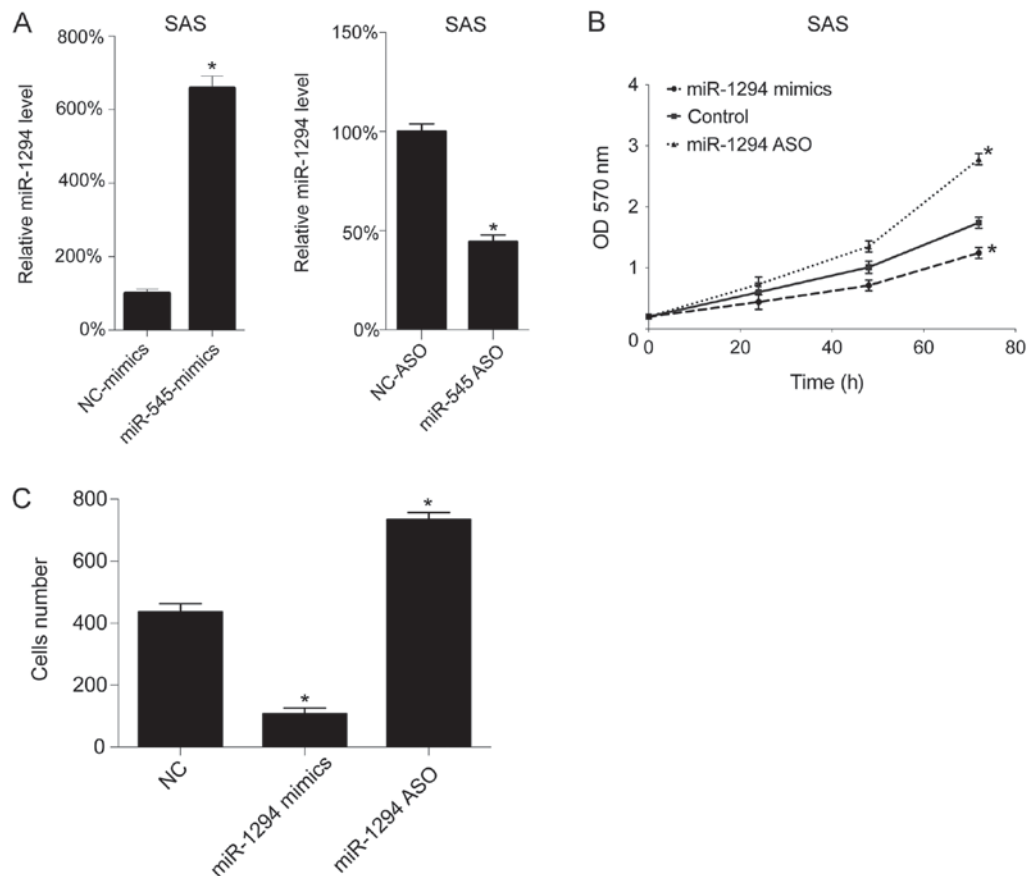 A
SAS
Relative miR-1294 level
800%
600%
400%
200%
0%
*
NC-mimics
miR-545-mimics
SAS
Relative miR-1294 level
150%
100%
50%
0%
*
NC-ASO
miR-545 ASO
B
SAS
OD 570 nm
4
3
2
1
0
miR-1294 mimics
Control
miR-1294 ASO
*
*
0
20
40
60
80
Time (h)
C
Cells number
800
600
400
200
0
*
*
NC
miR-1294 mimics
miR-1294 ASO